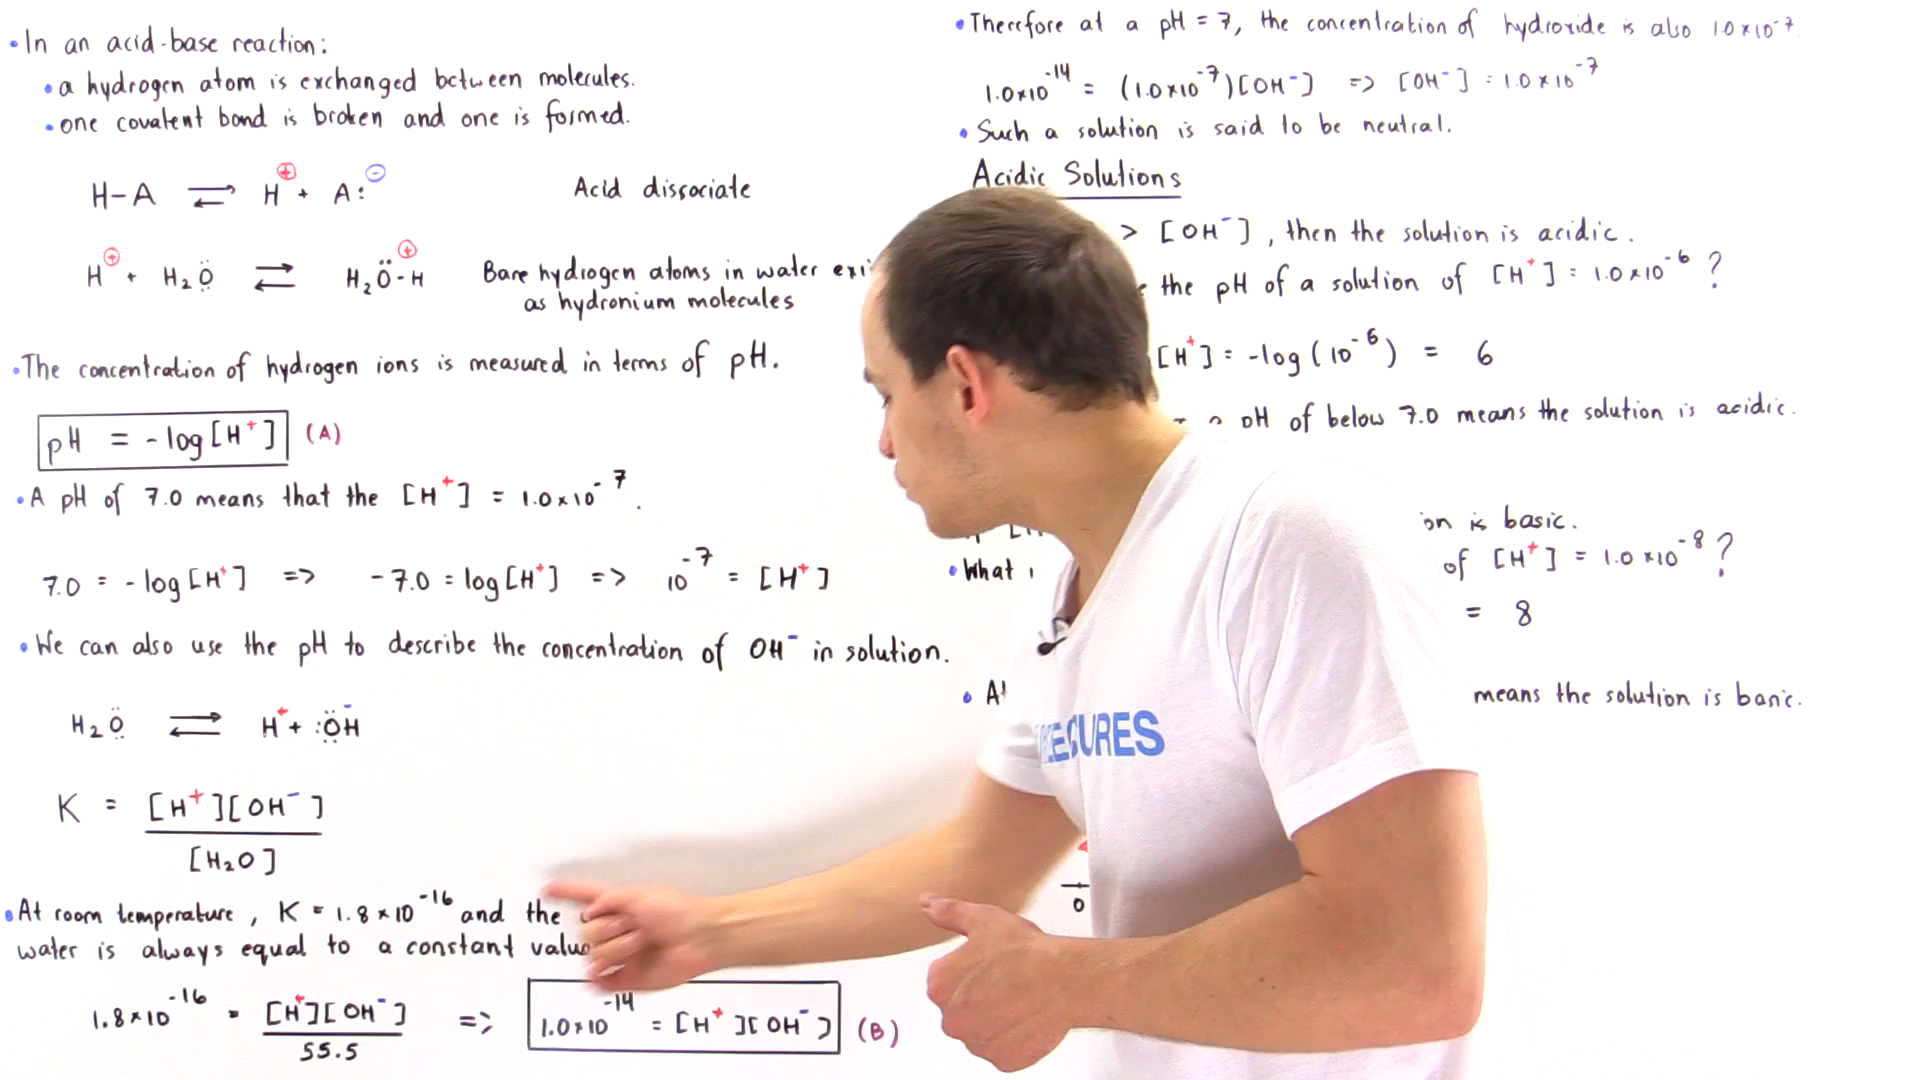 • In an acid-base reaction:
• a hydrogen atom is exchanged between molecules.
• one covalent bond is broken and one is formed.
H-A ⇌ H⊕ + A:⊖ Acid dissociate
H⊕ + H₂Ö: ⇌ H₂Ö⊕-H Bare hydrogen atoms in water exi
as hydronium molecules
• The concentration of hydrogen ions is measured in terms of pH.
pH = -log[H⁺] (A)
• A pH of 7.0 means that the [H⁺] = 1.0×10⁻⁷.
7.0 = -log[H⁺] => -7.0 = log[H⁺] => 10⁻⁷ = [H⁺]
• We can also use the pH to describe the concentration of OH⁻ in solution.
H₂Ö: ⇌ H⁺ + :ÖH⁻
K = [H⁺][OH⁻]
[H₂O]
• At room temperature, K = 1.8×10⁻¹⁶ and the
water is always equal to a constant value
1.8×10⁻¹⁶ = [H⁺][OH⁻] => 1.0×10⁻¹⁴ = [H⁺][OH⁻] (B)
55.5
• Therefore at a pH = 7, the concentration of hydroxide is also 1.0×10⁻⁷
1.0×10⁻¹⁴ = (1.0×10⁻⁷)[OH⁻] => [OH⁻] = 1.0×10⁻⁷
• Such a solution is said to be neutral.
Acidic Solutions
> [OH⁻], then the solution is acidic.
the pH of a solution of [H⁺] = 1.0×10⁻⁶?
[H⁺] = -log(10⁻⁶) = 6
pH of below 7.0 means the solution is acidic.
on is basic.
• What of [H⁺] = 1.0×10⁻⁸?
= 8
• A means the solution is basic.
CURES
0